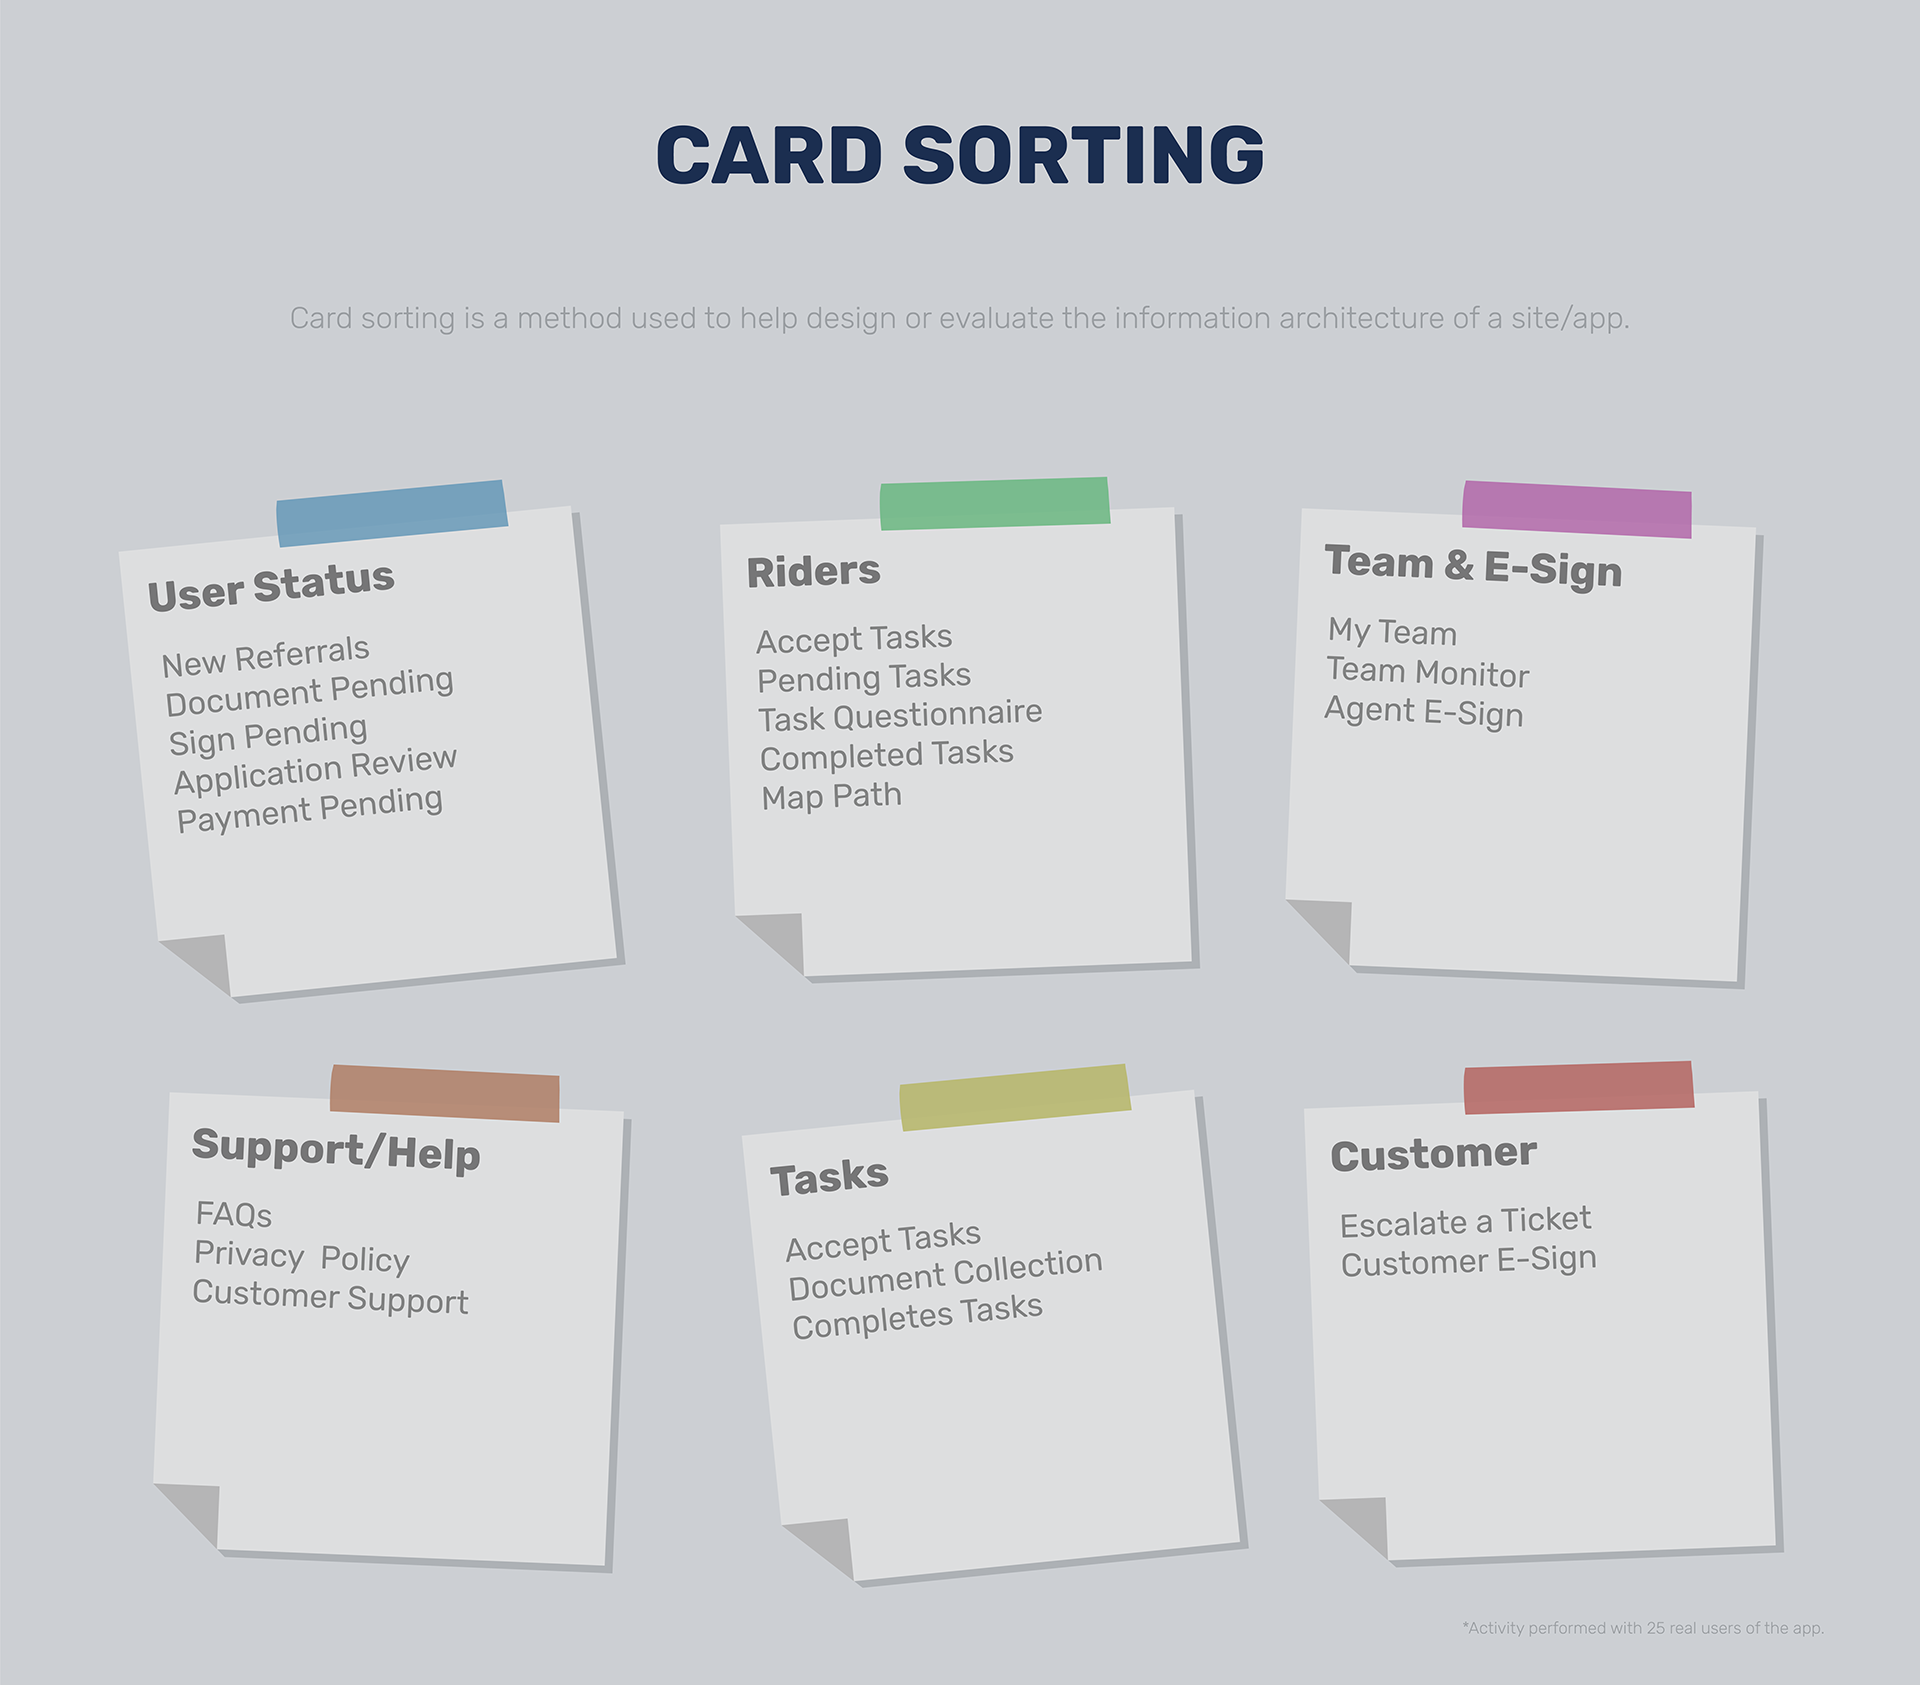 CARD SORTING
Card sorting is a method used to help design or evaluate the information architecture of a site/app.
User Status
New Referrals
Document Pending
Sign Pending
Application Review
Payment Pending
Riders
Accept Tasks
Pending Tasks
Task Questionnaire
Completed Tasks
Map Path
Team & E-Sign
My Team
Team Monitor
Agent E-Sign
Support/Help
FAQs
Privacy  Policy
Customer Support
Tasks
Accept Tasks
Document Collection
Completes Tasks
Customer
Escalate a Ticket
Customer E-Sign
*Activity performed with 25 real users of the app.